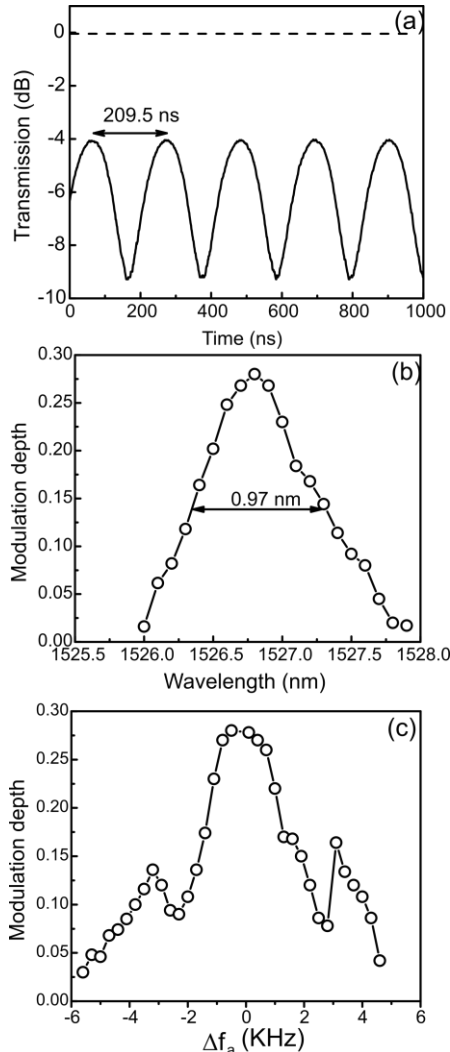 (a)
0
-2
-4
-6
-8
-10
Transmission (dB)
209.5 ns
0 200 400 600 800 1000
Time (ns)
(b)
0.30
0.25
0.20
0.15
0.10
0.05
0.00
Modulation depth
0.97 nm
1525.5 1526.0 1526.5 1527.0 1527.5 1528.0
Wavelength (nm)
(c)
0.30
0.25
0.20
0.15
0.10
0.05
0.00
Modulation depth
-6 -4 -2 0 2 4 6
Δfₐ (KHz)